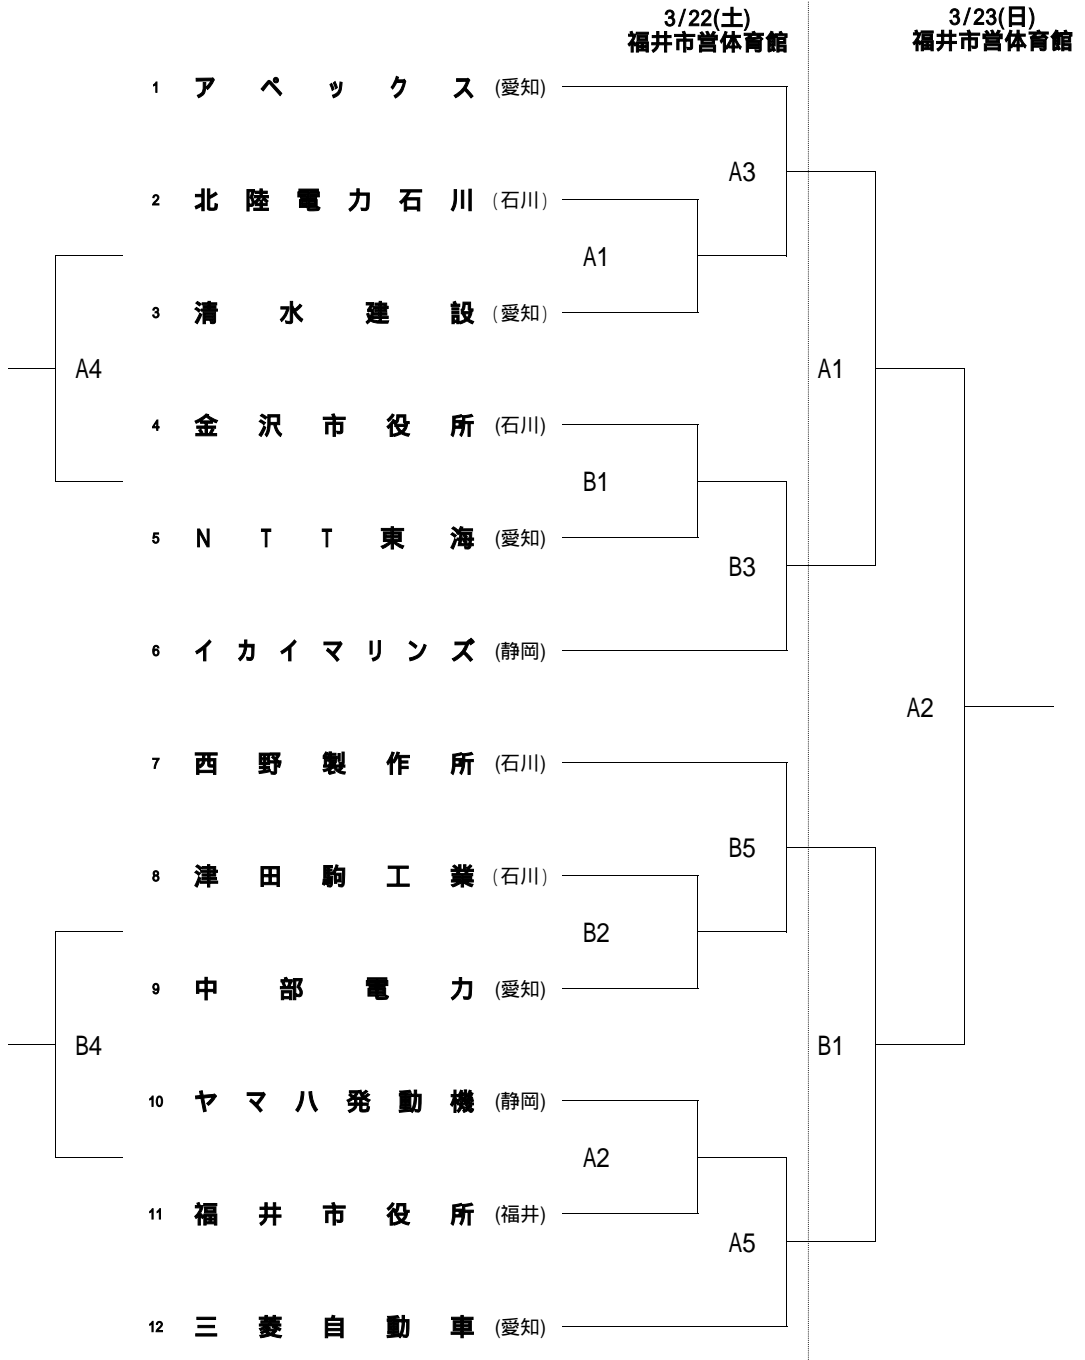 3/22(土)
福井市営体育館
3/23(日)
福井市営体育館
1 アペックス (愛知)
A3
2 北陸電力石川 (石川)
A1
3 清水建設 (愛知)
A4
A1
4 金沢市役所 (石川)
B1
5 NTT東海 (愛知)
B3
6 イカイマリンズ (静岡)
A2
7 西野製作所 (石川)
B5
8 津田駒工業 (石川)
B2
9 中部電力 (愛知)
B4
B1
10 ヤマハ発動機 (静岡)
A2
11 福井市役所 (福井)
A5
12 三菱自動車 (愛知)